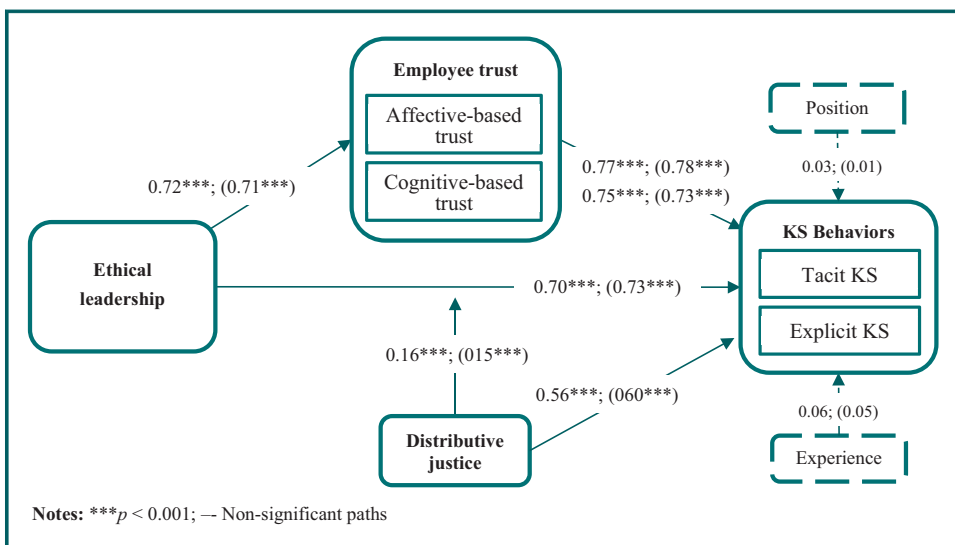 Employee trust
Affective-based
trust
Cognitive-based
trust
Position
0.03; (0.01)
0.77***; (0.78***)
0.75***; (0.73***)
0.72***; (0.71***)
KS Behaviors
Tacit KS
Explicit KS
Ethical
leadership
0.70***; (0.73***)
0.16***; (015***)
0.56***; (060***)
0.06; (0.05)
Distributive
justice
Experience
Notes: ***p < 0.001; –- Non-significant paths